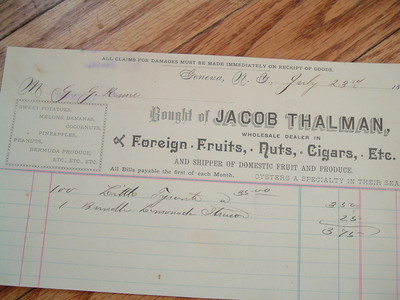 ALL CLAIMS FOR DAMAGES MUST BE MADE IMMEDIATELY ON RECEIPT OF GOODS.
Geneva, N. Y., July 28
M
Bought of JACOB THALMAN,
SWEET POTATOES,
MELONS, BANANAS,
COCOANUTS,
PINEAPPLES,
PEANUTS,
BERMUDA PRODUCE,
ETC., ETC., ETC.
WHOLESALE DEALER IN
Foreign Fruits, Nuts, Cigars, Etc.
AND SHIPPER OF DOMESTIC FRUIT AND PRODUCE.
All Bills payable the first of each Month. OYSTERS A SPECIALTY IN THEIR
100 Little 35.00 3 50
1 25
3 75